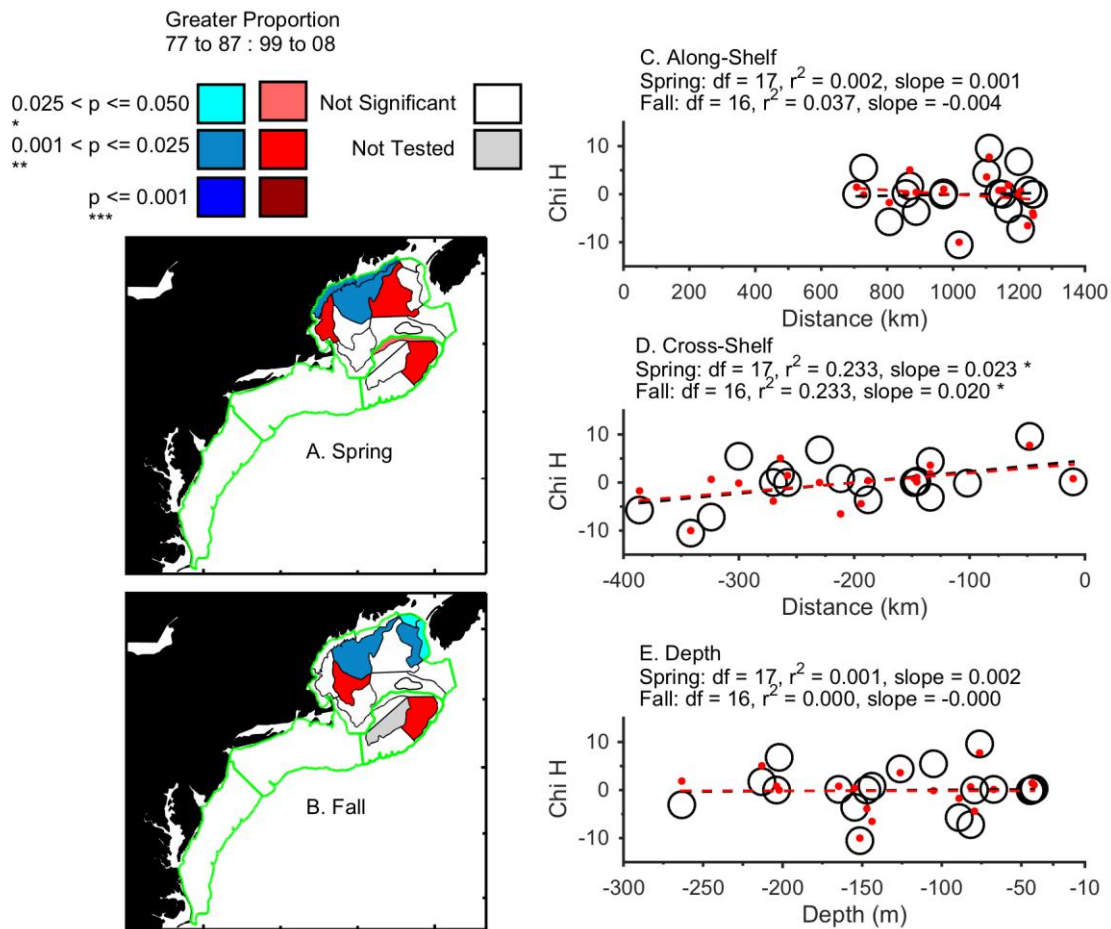 Greater Proportion
77 to 87 : 99 to 08
0.025 < p <= 0.050
*
Not Significant
0.001 < p <= 0.025
**
Not Tested
p <= 0.001
***
A. Spring
B. Fall
C. Along-Shelf
Spring: df = 17, r² = 0.002, slope = 0.001
Fall: df = 16, r² = 0.037, slope = -0.004
10
0
-10
Chi H
0 200 400 600 800 1000 1200 1400
Distance (km)
D. Cross-Shelf
Spring: df = 17, r² = 0.233, slope = 0.023 *
Fall: df = 16, r² = 0.233, slope = 0.020 *
10
0
-10
Chi H
-400 -300 -200 -100 0
Distance (km)
E. Depth
Spring: df = 17, r² = 0.001, slope = 0.002
Fall: df = 16, r² = 0.000, slope = -0.000
10
0
-10
Chi H
-300 -250 -200 -150 -100 -50 -10
Depth (m)